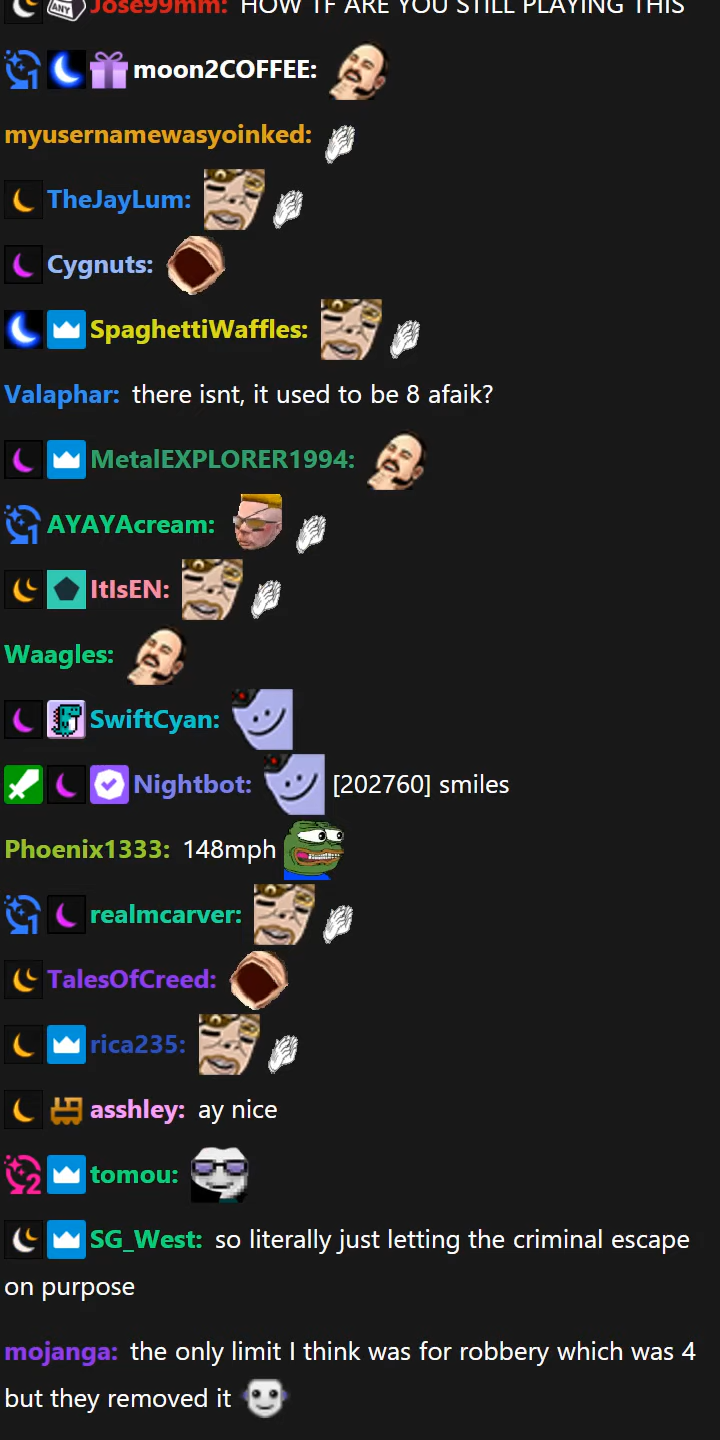 Jose99mm: HOW TF ARE YOU STILL PLAYING THIS
moon2COFFEE:
myusernamewasyoinked:
TheJayLum:
Cygnuts:
SpaghettiWaffles:
Valaphar: there isnt, it used to be 8 afaik?
MetalEXPLORER1994:
AYAYAcream:
ItIsEN:
Waagles:
SwiftCyan:
Nightbot: [202760] smiles
Phoenix1333: 148mph
realmcarver:
TalesOfCreed:
rica235:
asshley: ay nice
tomou:
SG_West: so literally just letting the criminal escape
on purpose
mojanga: the only limit I think was for robbery which was 4
but they removed it